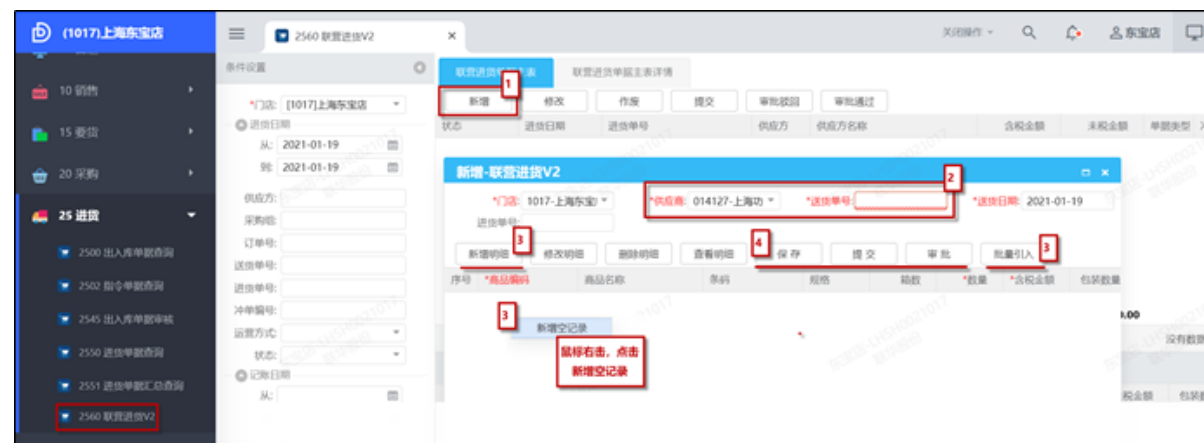 (1017)上海东宝店
2560 联营进货V2
关闭操作
东宝店
10 销售
15 要货
20 采购
25 进货
2500 出入库单据查询
2502 指令单据查询
2545 出入库单据审核
2550 进货单据查询
2551 进货单据汇总查询
2560 联营进货V2
条件设置
*门店: [1017]上海东宝店
进货日期
从: 2021-01-19
到: 2021-01-19
供应方:
采购组:
订单号:
送货单号:
进货单号:
冲单编号:
运营方式:
状态:
记账日期
从:
联营进货单据主表 联营进货单据主表详情
1
新增 修改 作废 提交 审批驳回 审批通过
状态 进货日期 进货单号 供应方 供应方名称 含税金额 未税金额 单据类型
新增-联营进货V2
2
*门店: 1017-上海东宝 *供应商: 014127-上海功 *送货单号: *送货日期: 2021-01-19
进货单号:
3 4 3
新增明细 修改明细 删除明细 查看明细 保存 提交 审批 批量引入
序号 *商品编码 商品名称 条码 规格 箱数 *数量 *含税金额 包装数量
3
新增空记录
鼠标右击，点击
新增空记录
.00
没有数据
税金额